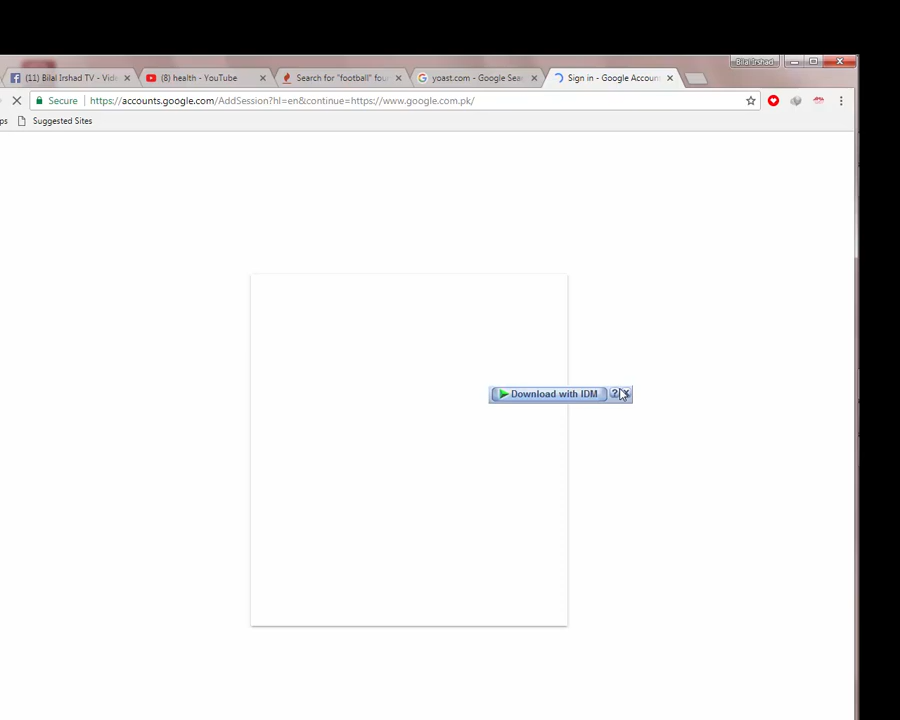 Bilal Irshad
(11) Bilal Irshad TV - Vide
(8) health - YouTube
Search for "football" fou
yoast.com - Google Sear
Sign in - Google Accoun
Secure
https://accounts.google.com/AddSession?hl=en&continue=https://www.google.com.pk/
ps
Suggested Sites
Download with IDM
?